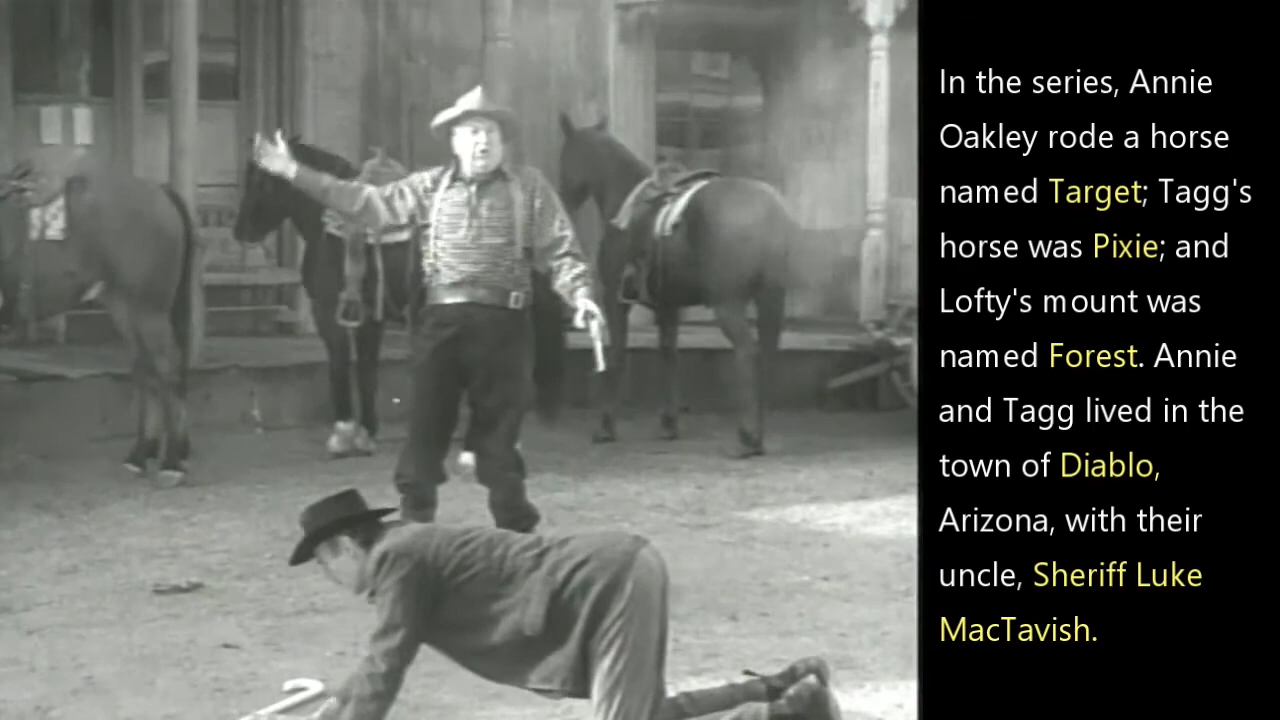 In the series, Annie
Oakley rode a horse
named Target; Tagg's
horse was Pixie; and
Lofty's mount was
named Forest. Annie
and Tagg lived in the
town of Diablo,
Arizona, with their
uncle, Sheriff Luke
MacTavish.